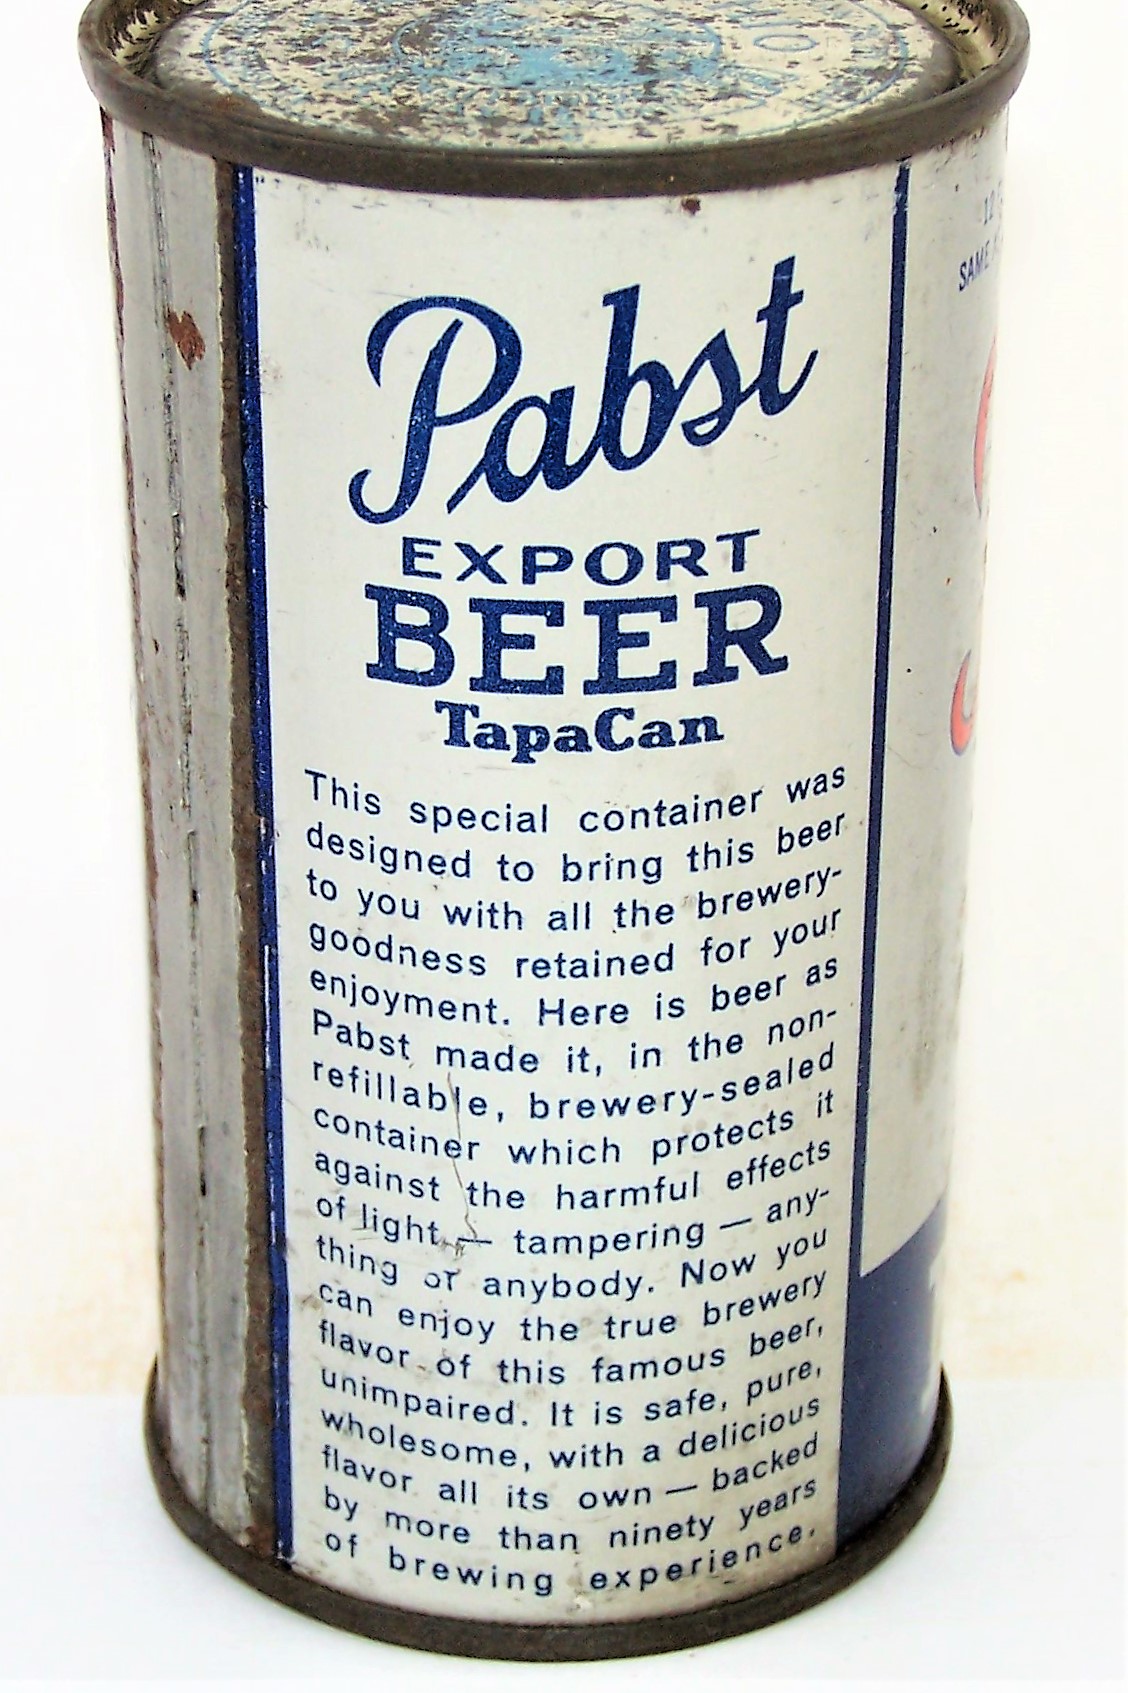 Pabst
EXPORT
BEER
TapaCan
This special container was
designed to bring this beer
to you with all the brewery-
goodness retained for your
enjoyment. Here is beer as
Pabst made it, in the non-
refillable, brewery-sealed
container which protects it
against the harmful effects
of light — tampering — any-
thing or anybody. Now you
can enjoy the true brewery
flavor of this famous beer,
unimpaired. It is safe, pure,
wholesome, with a delicious
flavor all its own — backed
by more than ninety years
of brewing experience.
SAME